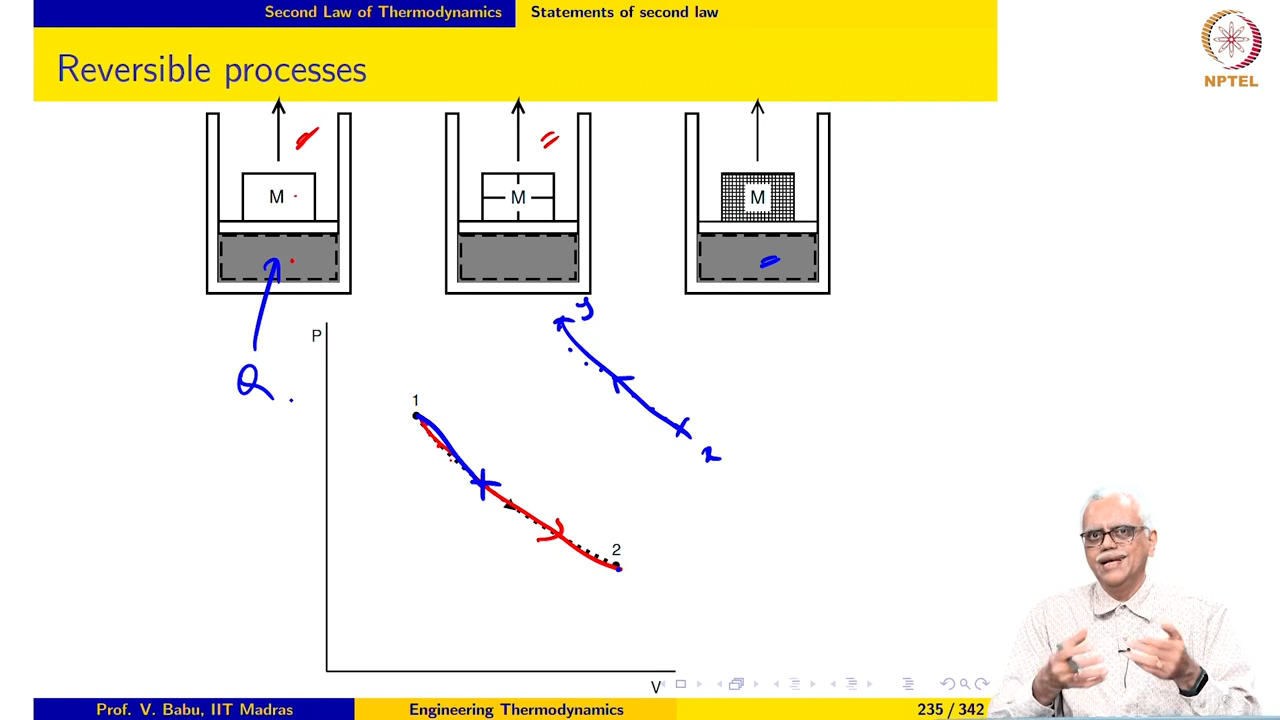 Second Law of Thermodynamics Statements of second law
Reversible processes
NPTEL
M M M
Q
y
x
P
1
2
V
Prof. V. Babu, IIT Madras Engineering Thermodynamics 235 / 342